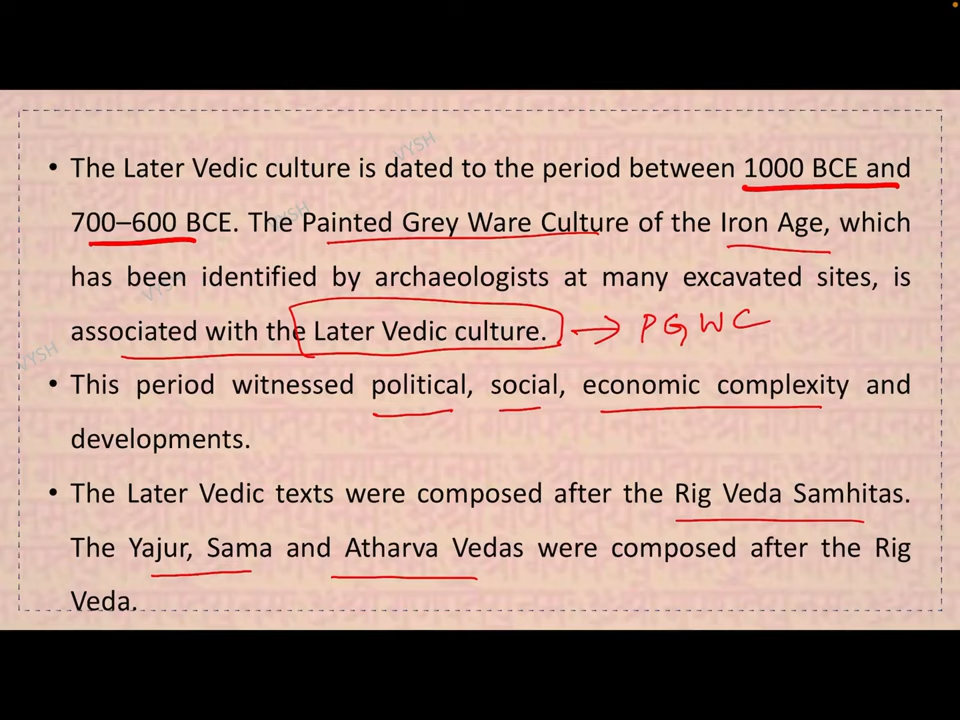 • The Later Vedic culture is dated to the period between 1000 BCE and
700–600 BCE. The Painted Grey Ware Culture of the Iron Age, which
has been identified by archaeologists at many excavated sites, is
associated with the Later Vedic culture. → PGWC
• This period witnessed political, social, economic complexity and
developments.
• The Later Vedic texts were composed after the Rig Veda Samhitas.
The Yajur, Sama and Atharva Vedas were composed after the Rig
Veda.
VYSH
VYSH